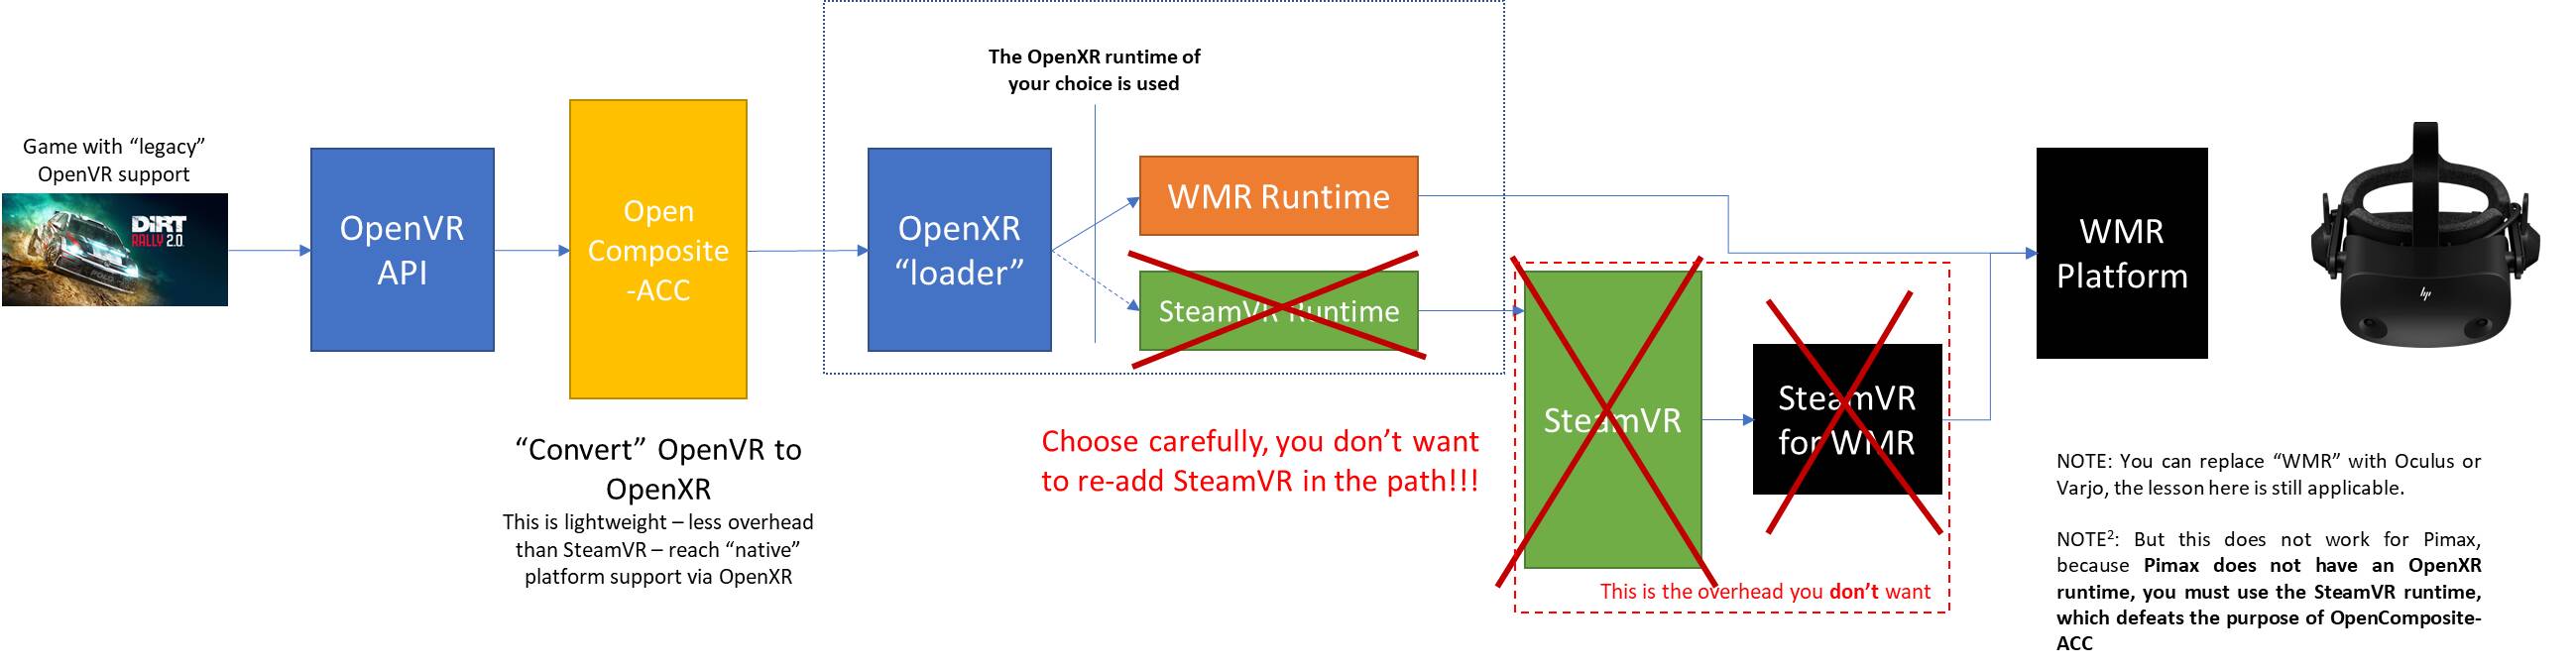 The OpenXR runtime of
your choice is used
Game with “legacy”
OpenVR support
DiRT
RALLY 2.0
POLO
OpenVR
API
Open
Composite
-ACC
OpenXR
“loader”
WMR Runtime
SteamVR Runtime
WMR
Platform
hp
“Convert” OpenVR to
OpenXR
This is lightweight – less overhead
than SteamVR – reach “native”
platform support via OpenXR
Choose carefully, you don’t want
to re-add SteamVR in the path!!!
SteamVR
SteamVR
for WMR
This is the overhead you don’t want
NOTE: You can replace “WMR” with Oculus or
Varjo, the lesson here is still applicable.
NOTE²: But this does not work for Pimax,
because Pimax does not have an OpenXR
runtime, you must use the SteamVR runtime,
which defeats the purpose of OpenComposite-
ACC